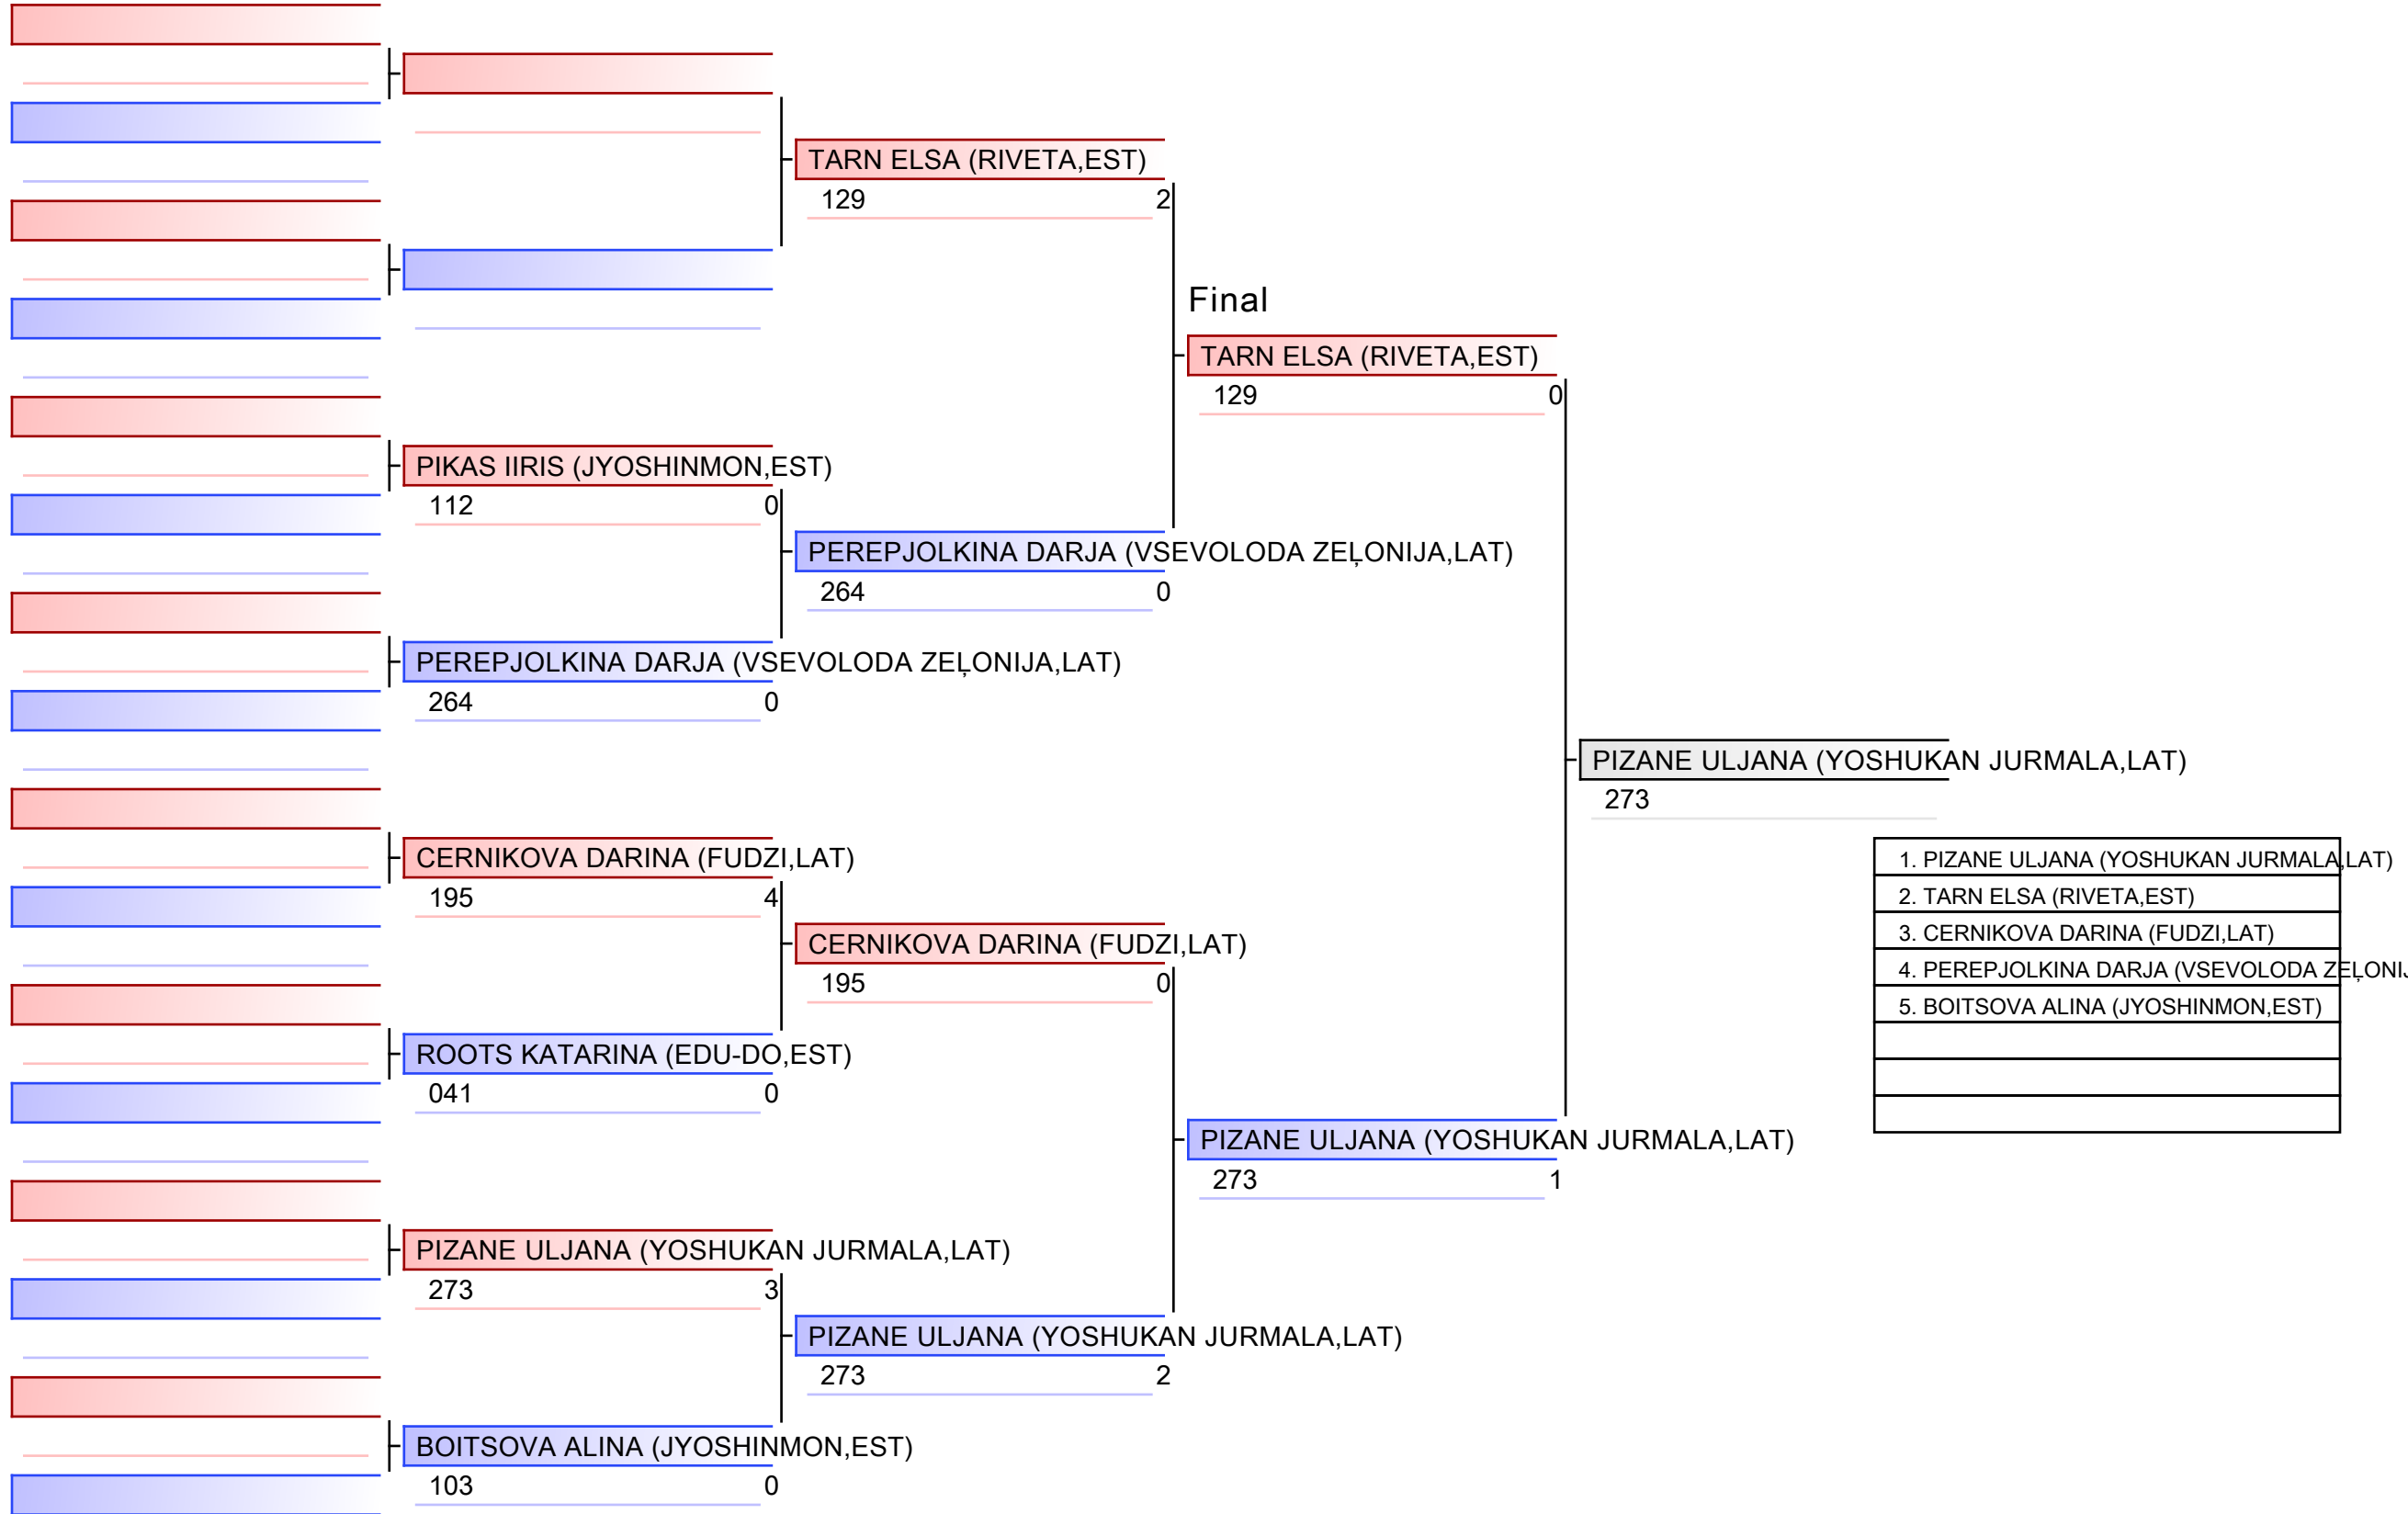 TARN ELSA (RIVETA,EST)
129 2
Final
TARN ELSA (RIVETA,EST)
129 0
PIKAS IIRIS (JYOSHINMON,EST)
112 0
PEREPJOLKINA DARJA (VSEVOLODA ZEĻONIJA,LAT)
264 0
PEREPJOLKINA DARJA (VSEVOLODA ZEĻONIJA,LAT)
264 0
PIZANE ULJANA (YOSHUKAN JURMALA,LAT)
273
CERNIKOVA DARINA (FUDZI,LAT)
195 4
CERNIKOVA DARINA (FUDZI,LAT)
195 0
ROOTS KATARINA (EDU-DO,EST)
041 0
PIZANE ULJANA (YOSHUKAN JURMALA,LAT)
273 1
PIZANE ULJANA (YOSHUKAN JURMALA,LAT)
273 3
PIZANE ULJANA (YOSHUKAN JURMALA,LAT)
273 2
BOITSOVA ALINA (JYOSHINMON,EST)
103 0
1. PIZANE ULJANA (YOSHUKAN JURMALA,LAT)
2. TARN ELSA (RIVETA,EST)
3. CERNIKOVA DARINA (FUDZI,LAT)
4. PEREPJOLKINA DARJA (VSEVOLODA ZEĻONIJ
5. BOITSOVA ALINA (JYOSHINMON,EST)